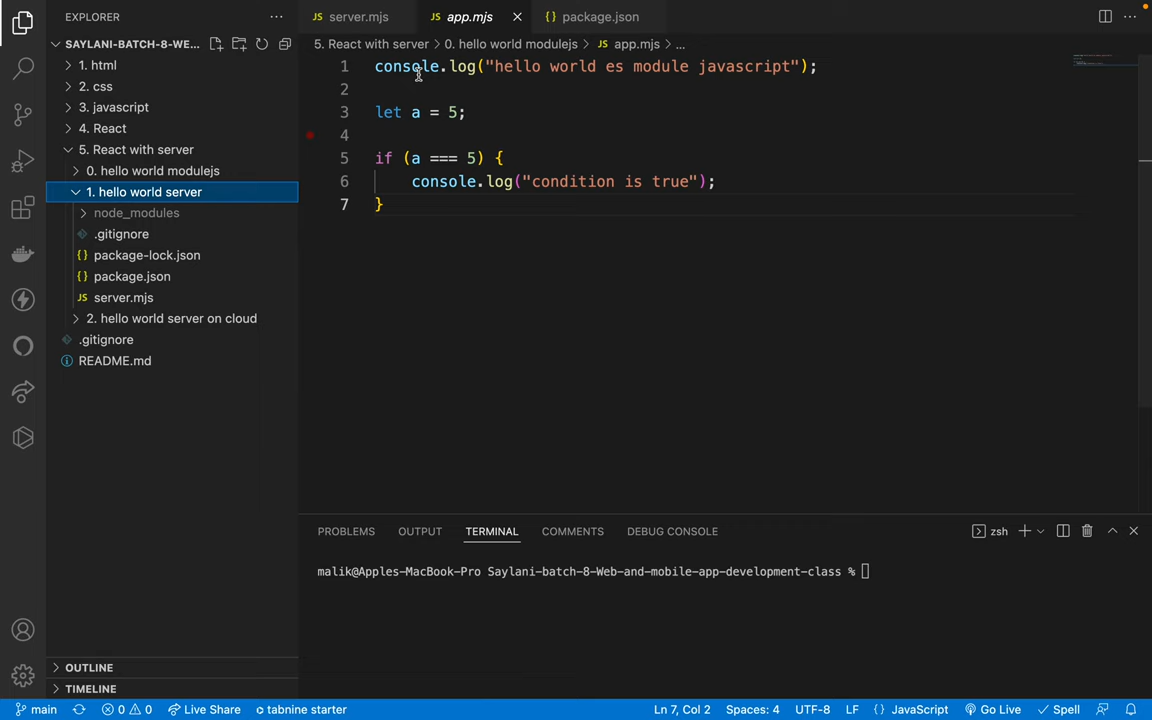 EXPLORER
SAYLANI-BATCH-8-WE...
1. html
2. css
3. javascript
4. React
5. React with server
0. hello world modulejs
1. hello world server
node_modules
.gitignore
package-lock.json
package.json
JS server.mjs
2. hello world server on cloud
.gitignore
README.md
OUTLINE
TIMELINE
JS server.mjs
JS app.mjs
package.json
5. React with server > 0. hello world modulejs > JS app.mjs > ...
1 console.log("hello world es module javascript");
2
3 let a = 5;
4
5 if (a === 5) {
6 console.log("condition is true");
7 }
PROBLEMS OUTPUT TERMINAL COMMENTS DEBUG CONSOLE
zsh
malik@Apples-MacBook-Pro Saylani-batch-8-Web-and-mobile-app-development-class %
main 0 0 Live Share tabnine starter Ln 7, Col 2 Spaces: 4 UTF-8 LF {} JavaScript Go Live Spell